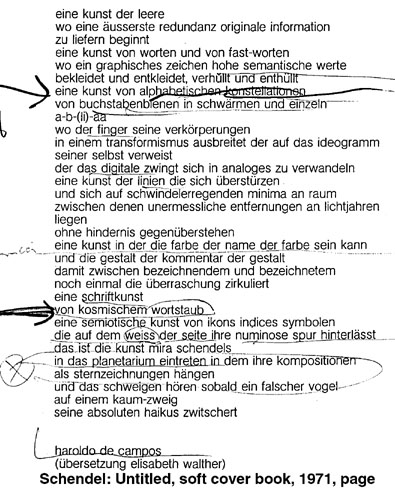 eine kunst der leere
wo eine äusserste redundanz originale information
zu liefern beginnt
eine kunst von worten und von fast-worten
wo ein graphisches zeichen hohe semantische werte
bekleidet und entkleidet, verhüllt und enthüllt
eine kunst von alphabetischen konstellationen
von buchstabenbienen in schwärmen und einzeln
a-b-(ii)-aa
wo der finger seine verkörperungen
in einem transformismus ausbreitet der auf das ideogramm
seiner selbst verweist
der das digitale zwingt sich in analoges zu verwandeln
eine kunst der linien die sich überstürzen
und sich auf schwindelerregenden minima an raum
zwischen denen unermessliche entfernungen an lichtjahren
liegen
ohne hindernis gegenüberstehen
eine kunst in der die farbe der name der farbe sein kann
und die gestalt der kommentar der gestalt
damit zwischen bezeichnendem und bezeichnetem
noch einmal die überraschung zirkuliert
eine schriftkunst
von kosmischem wortstaub
eine semiotische kunst von ikons indices symbolen
die auf dem weiss der seite ihre numinose spur hinterlässt
das ist die kunst mira schendels
in das planetarium eintreten in dem ihre kompositionen
als sternzeichnungen hängen
und das schweigen hören sobald ein falscher vogel
auf einem kaum-zweig
seine absoluten haikus zwitschert
haroldo de campos
(übersetzung elisabeth walther)
Schendel: Untitled, soft cover book, 1971, page